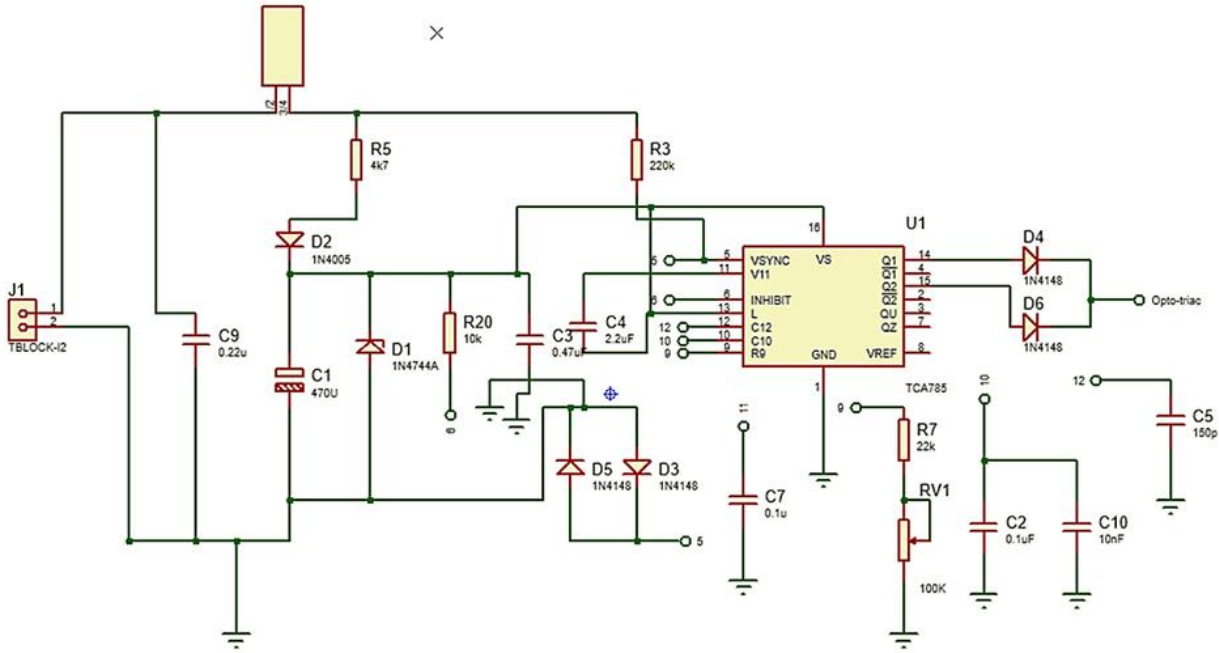 1/2
3/4
R5
4k7
R3
220k
D2
1N4005
J1
1
2
TBLOCK-I2
C9
0.22u
C1
470U
D1
1N4744A
R20
10k
6
C3
0.47uF
C4
2.2uF
5
6
12
10
9
U1
16
5
11
6
13
12
10
9
VSYNC
V11
INHIBIT
L
C12
C10
R9
VS
GND
1
Q1
Q1
Q2
Q2
QU
QZ
VREF
14
4
15
2
3
7
8
TCA785
D4
1N4148
D6
1N4148
Opto-triac
D5
1N4148
D3
1N4148
5
11
C7
0.1u
9
R7
22k
RV1
100K
10
C2
0.1uF
C10
10nF
12
C5
150p